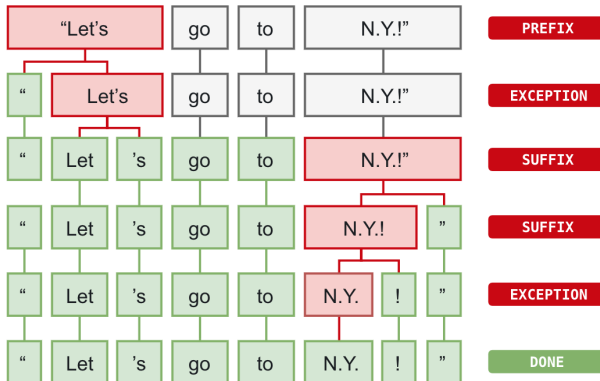 “Let’s go to N.Y.!” PREFIX
“ Let’s go to N.Y.!” EXCEPTION
“ Let ’s go to N.Y.!” SUFFIX
“ Let ’s go to N.Y.! ” SUFFIX
“ Let ’s go to N.Y. ! ” EXCEPTION
“ Let ’s go to N.Y. ! ” DONE